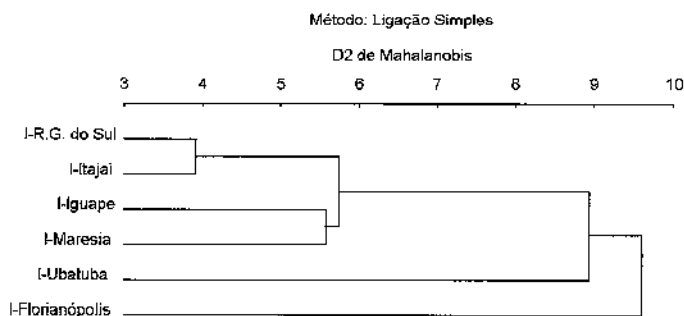 Método: Ligação Simples
D2 de Mahalanobis
3 4 5 6 7 8 9 10
I-R.G. do Sul
I-Itajaí
I-Iguape
I-Maresia
I-Ubatuba
I-Florianópolis